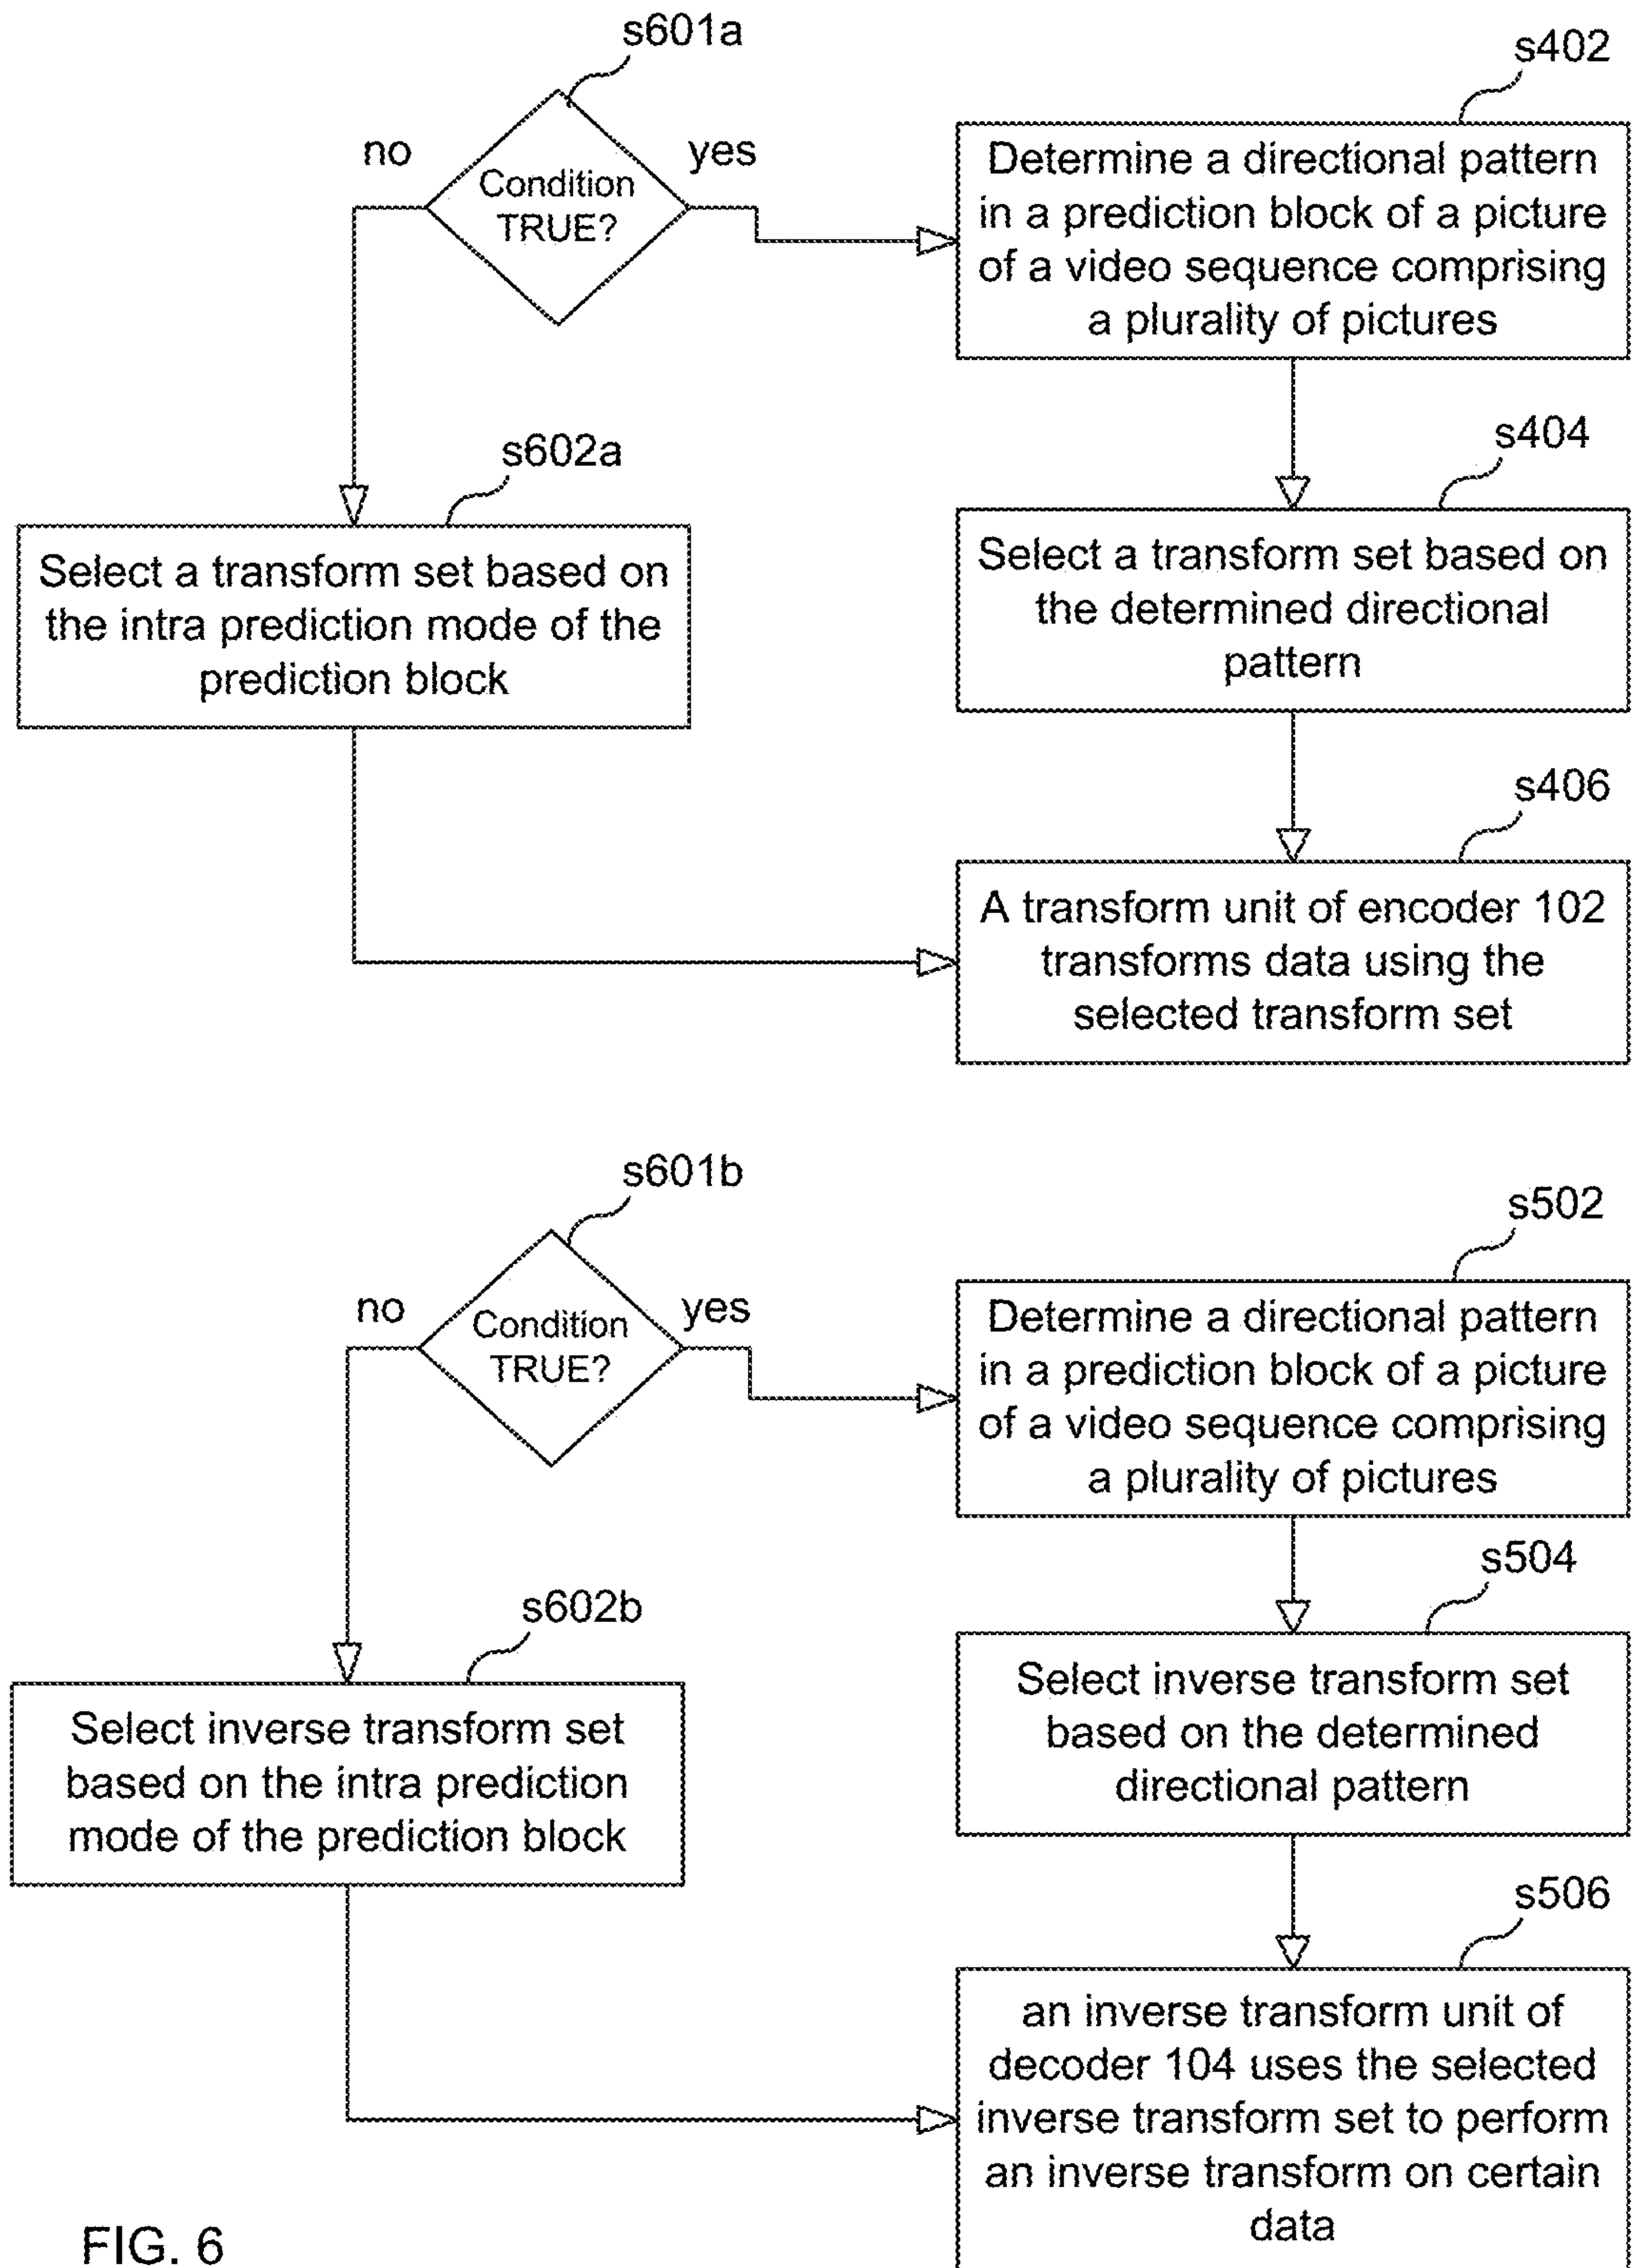 s601a
s402
no
yes
Condition
TRUE?
Determine a directional pattern
in a prediction block of a picture
of a video sequence comprising
a plurality of pictures
s602a
s404
Select a transform set based on
the intra prediction mode of the
prediction block
Select a transform set based on
the determined directional
pattern
s406
A transform unit of encoder 102
transforms data using the
selected transform set
s601b
s502
no
yes
Condition
TRUE?
Determine a directional pattern
in a prediction block of a picture
of a video sequence comprising
a plurality of pictures
s602b
s504
Select inverse transform set
based on the intra prediction
mode of the prediction block
Select inverse transform set
based on the determined
directional pattern
s506
an inverse transform unit of
decoder 104 uses the selected
inverse transform set to perform
an inverse transform on certain
data
FIG. 6